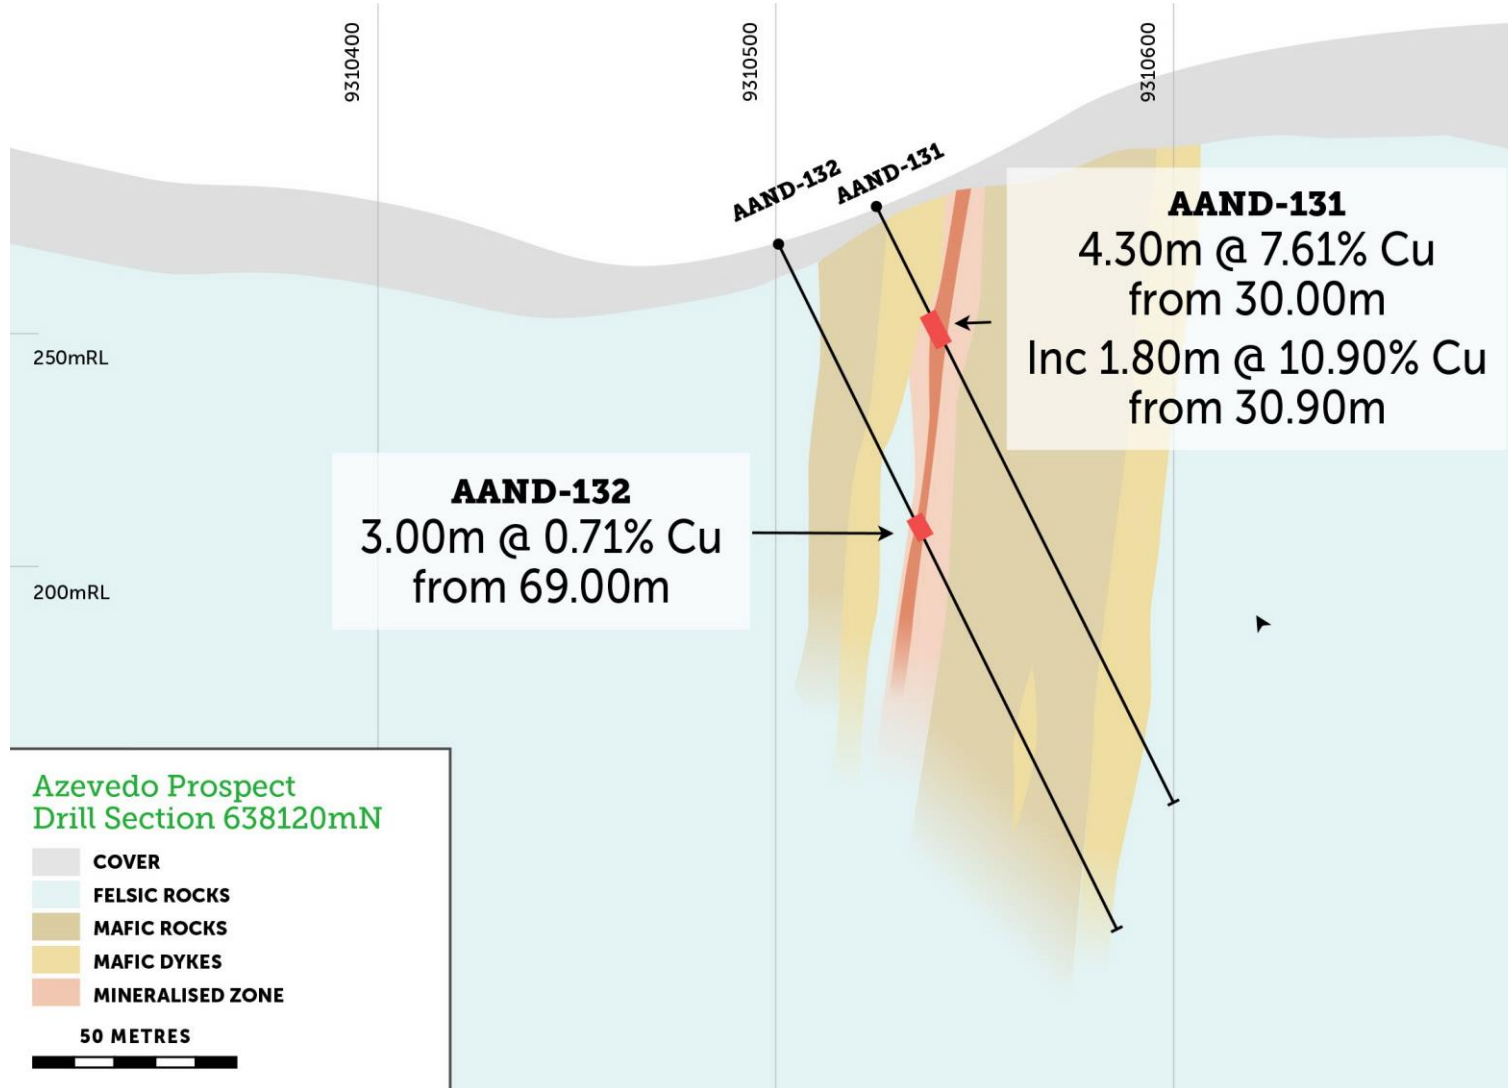 9310400
9310500
9310600
AAND-132
AAND-131
AAND-131
4.30m @ 7.61% Cu
from 30.00m
Inc 1.80m @ 10.90% Cu
from 30.90m
250mRL
AAND-132
3.00m @ 0.71% Cu
from 69.00m
200mRL
Azevedo Prospect
Drill Section 638120mN
COVER
FELSIC ROCKS
MAFIC ROCKS
MAFIC DYKES
MINERALISED ZONE
50 METRES